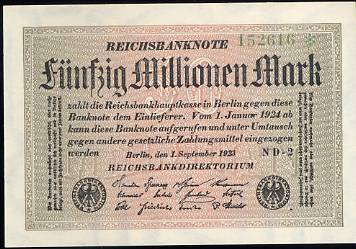 REICHSBANKNOTE
152616 *
Fünfzig Millionen Mark
zahlt die Reichsbankhauptkasse in Berlin gegen diese
Banknote dem Einlieferer. Vom 1. Januar 1924 ab
kann diese Banknote aufgerufen und unter Umtausch
gegen andere gesetzliche Zahlungsmittel eingezogen
werden
Berlin, den 1. September 1923
ND-2
REICHSBANKDIREKTORIUM